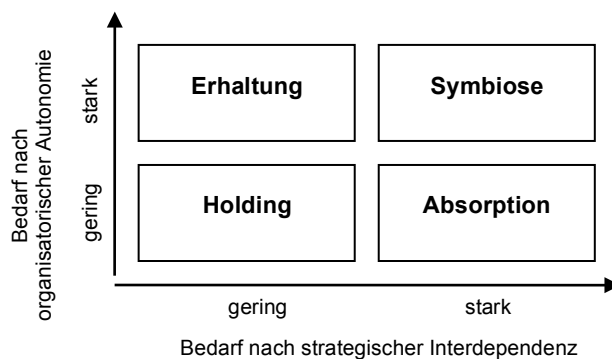 Bedarf nach
organisatorischer Autonomie
stark
gering
Erhaltung
Symbiose
Holding
Absorption
gering
stark
Bedarf nach strategischer Interdependenz